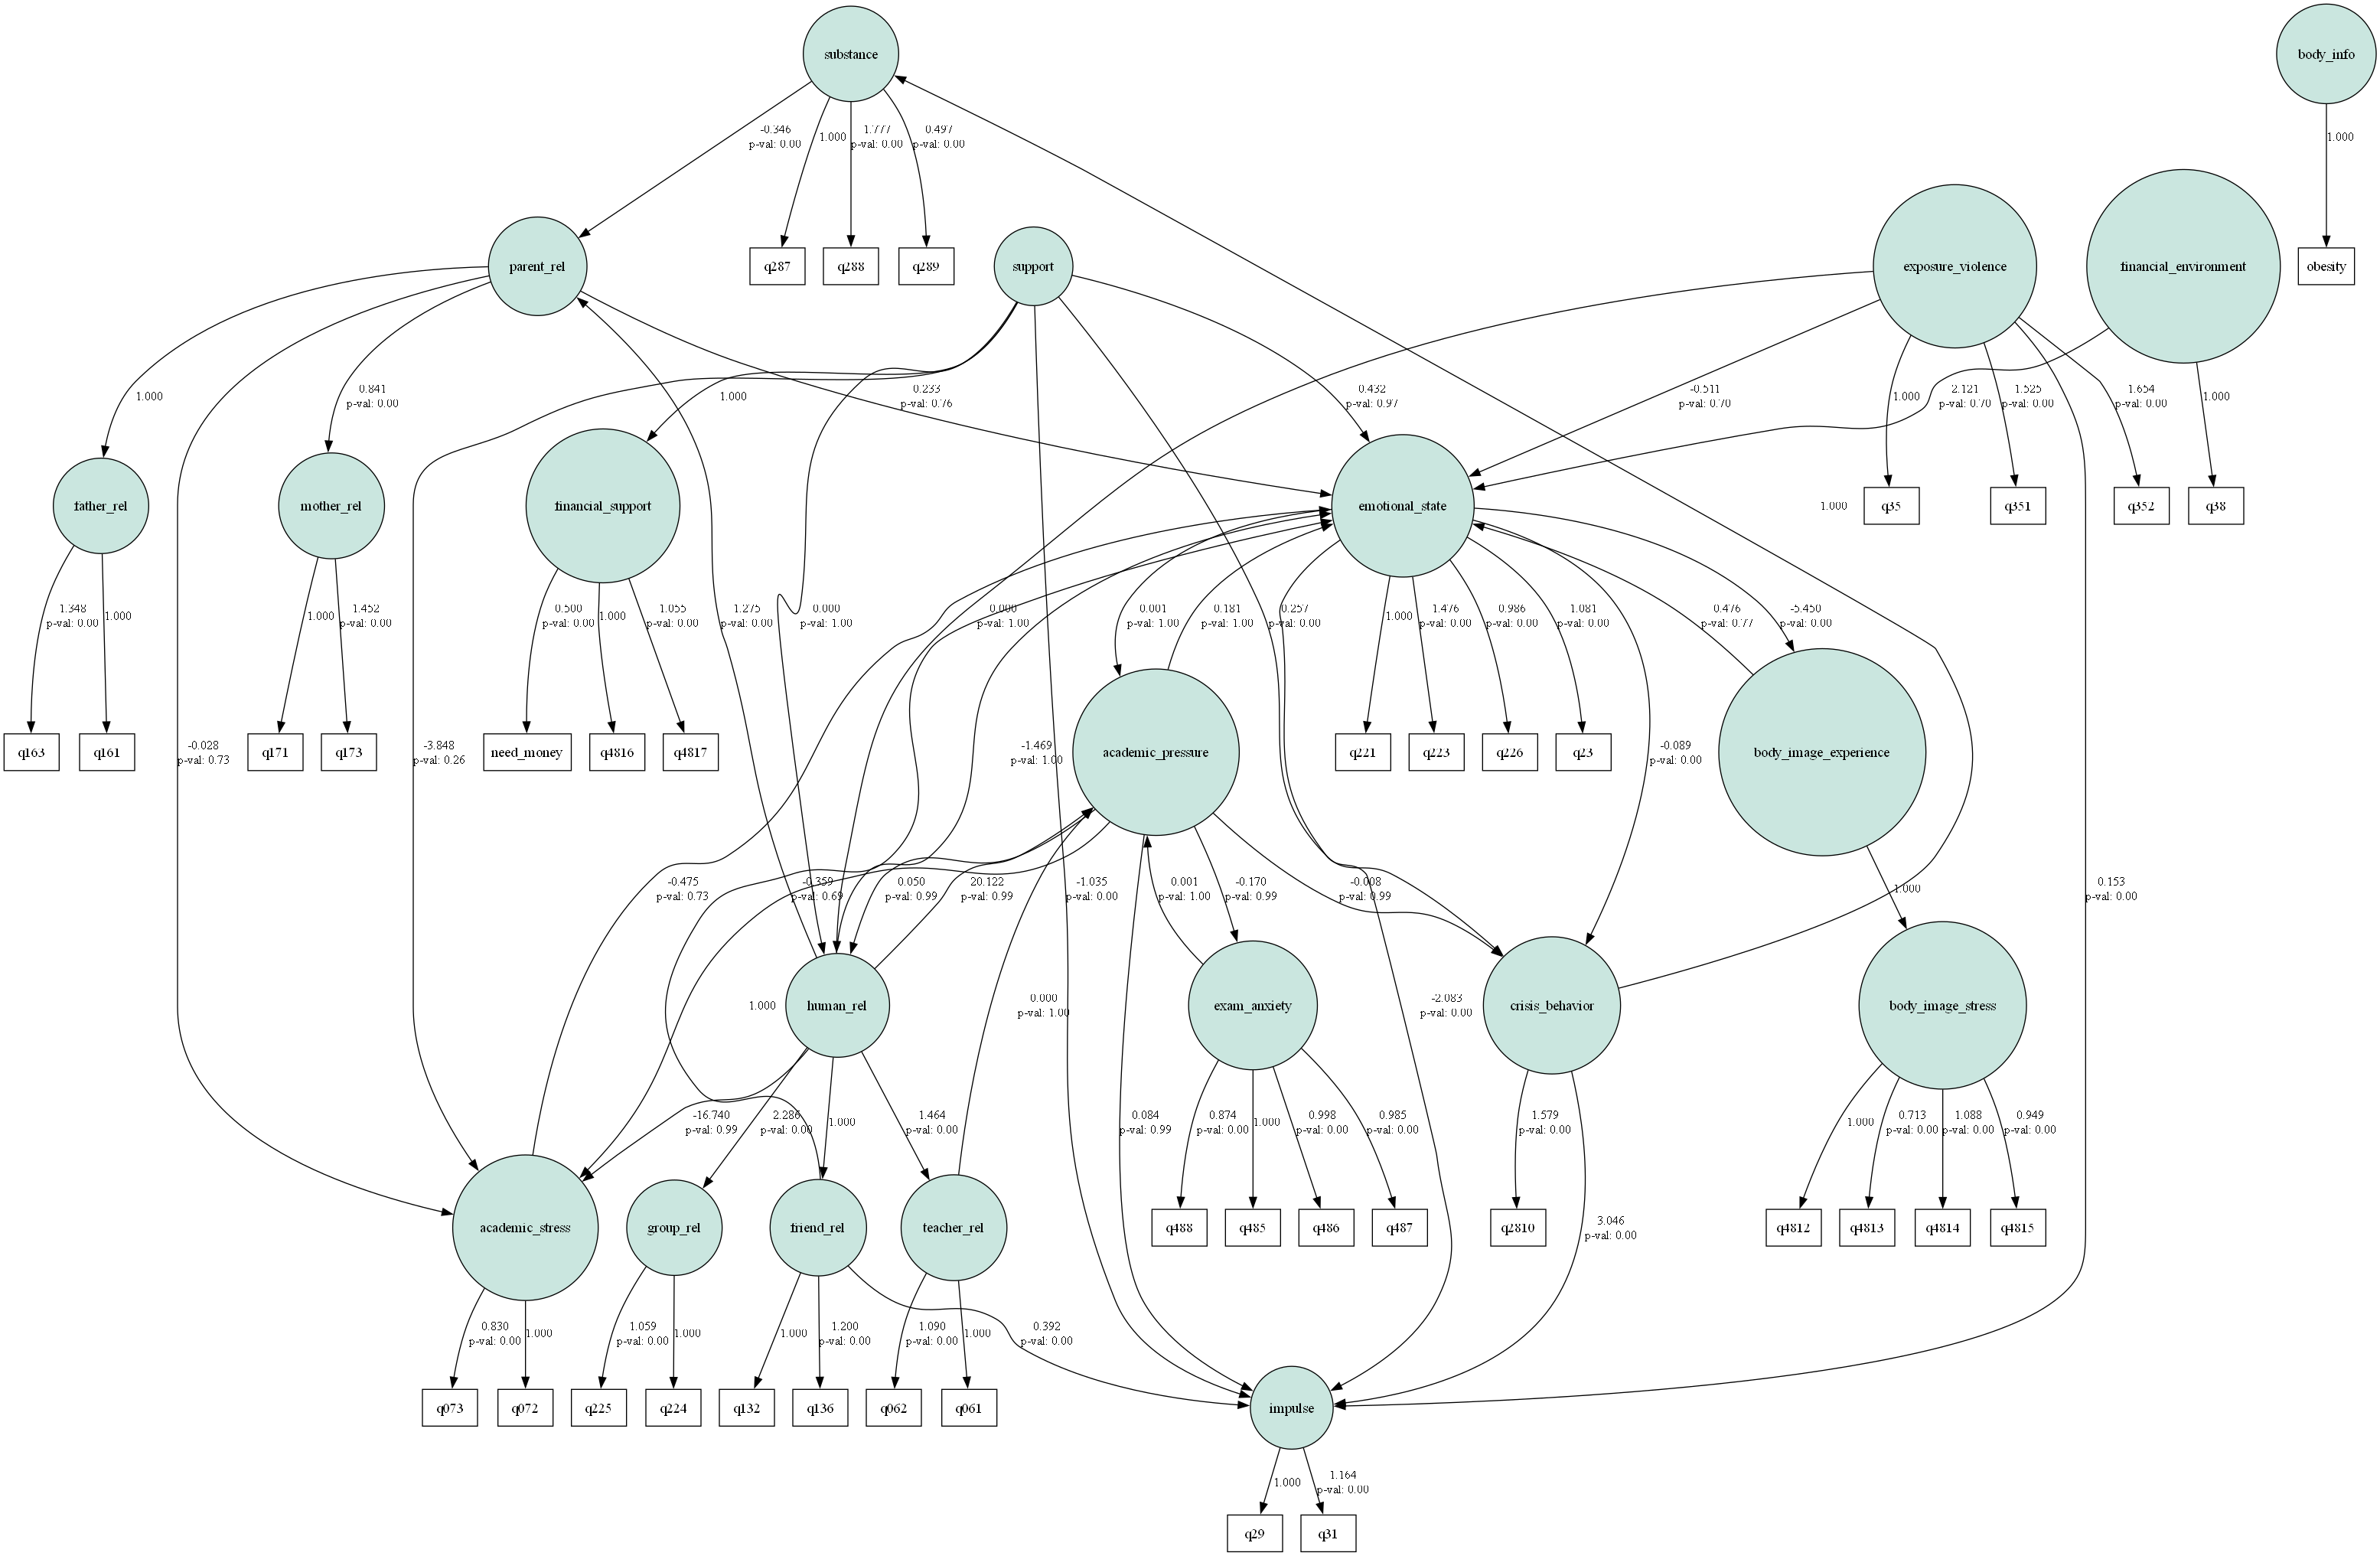 substance
body_info
-0.346
p-val: 0.00
1.000
1.777
p-val: 0.00
0.497
p-val: 0.00
1.000
parent_rel
q287
q288
q289
support
exposure_violence
financial_environment
obesity
1.000
0.841
p-val: 0.00
1.000
0.233
p-val: 0.76
0.432
p-val: 0.97
-0.511
p-val: 0.70
1.000
2.121
p-val: 0.70
1.525
p-val: 0.00
1.654
p-val: 0.00
1.000
father_rel
mother_rel
financial_support
emotional_state
1.000
q35
q351
q352
q38
1.348
p-val: 0.00
1.000
1.000
1.452
p-val: 0.00
0.500
p-val: 0.00
1.000
1.055
p-val: 0.00
1.275
p-val: 0.00
0.000
p-val: 1.00
0.000
p-val: 1.00
0.001
p-val: 1.00
0.181
p-val: 1.00
0.257
p-val: 0.00
1.000
1.476
p-val: 0.00
0.986
p-val: 0.00
1.081
p-val: 0.00
0.476
p-val: 0.77
-5.450
p-val: 0.00
q163
q161
q171
q173
need_money
q4816
q4817
academic_pressure
q221
q223
q226
q23
body_image_experience
-0.028
p-val: 0.73
-3.848
p-val: 0.26
-1.469
p-val: 1.00
-0.089
p-val: 0.00
-0.475
p-val: 0.73
-0.359
p-val: 0.69
0.050
p-val: 0.99
20.122
p-val: 0.99
-1.035
p-val: 0.00
0.001
p-val: 1.00
-0.170
p-val: 0.99
-0.008
p-val: 0.99
1.000
0.153
p-val: 0.00
1.000
human_rel
0.000
p-val: 1.00
exam_anxiety
-2.083
p-val: 0.00
crisis_behavior
body_image_stress
-16.740
p-val: 0.99
2.286
p-val: 0.00
1.000
1.464
p-val: 0.00
0.084
p-val: 0.99
0.874
p-val: 0.00
1.000
0.998
p-val: 0.00
0.985
p-val: 0.00
1.579
p-val: 0.00
1.000
0.713
p-val: 0.00
1.088
p-val: 0.00
0.949
p-val: 0.00
academic_stress
group_rel
friend_rel
teacher_rel
q488
q485
q486
q487
q2810
3.046
p-val: 0.00
q4812
q4813
q4814
q4815
0.830
p-val: 0.00
1.000
1.059
p-val: 0.00
1.000
1.000
1.200
p-val: 0.00
1.090
p-val: 0.00
1.000
0.392
p-val: 0.00
q073
q072
q225
q224
q132
q136
q062
q061
impulse
1.000
1.164
p-val: 0.00
q29
q31